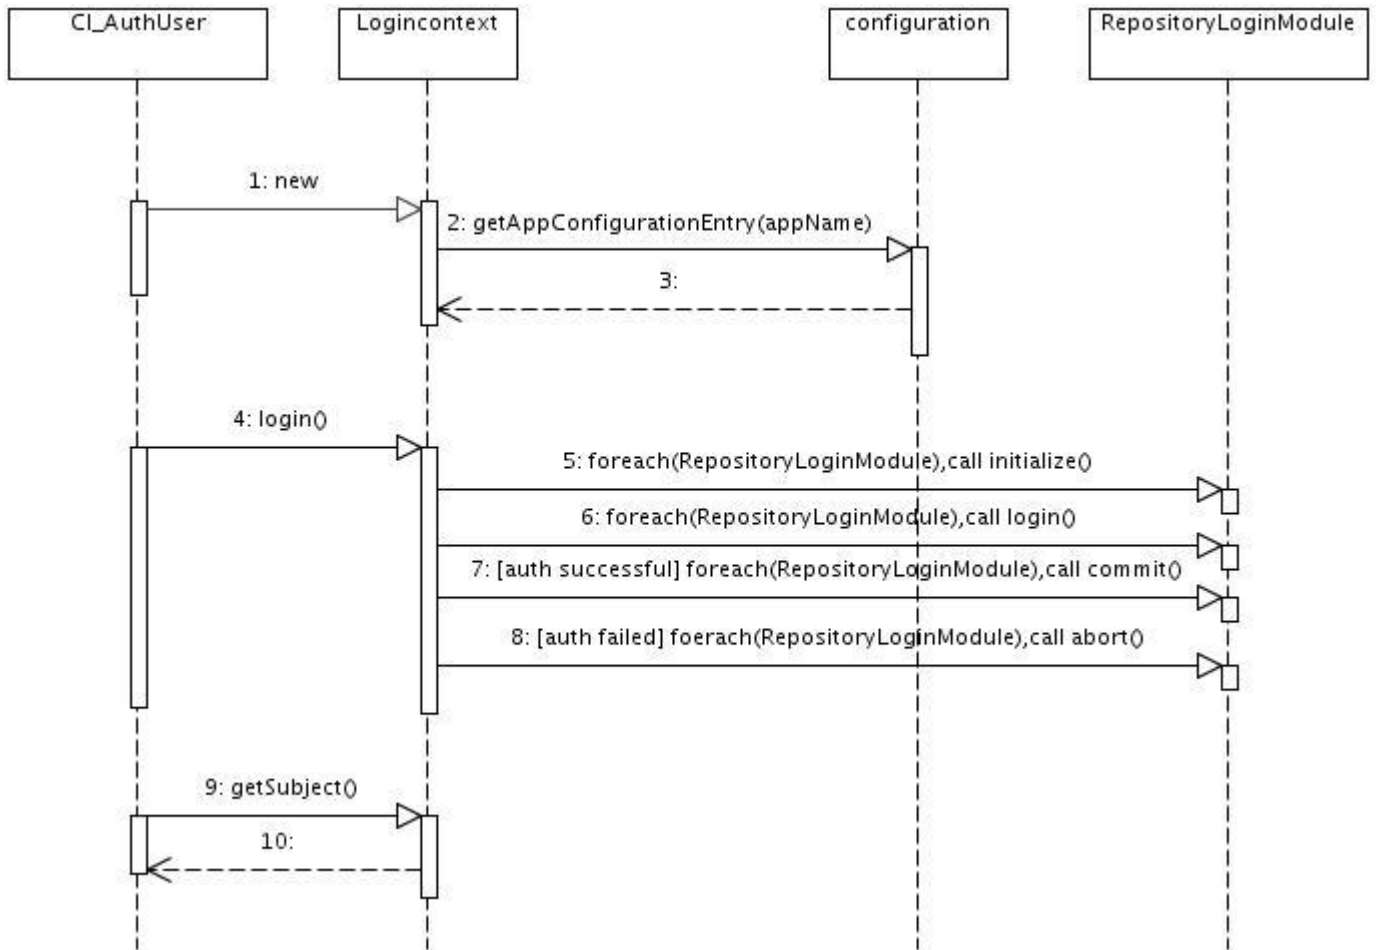 CI_AuthUser
Logincontext
configuration
RepositoryLoginModule
1: new
2: getAppConfigurationEntry(appName)
3:
4: login()
5: foreach(RepositoryLoginModule),call initialize()
6: foreach(RepositoryLoginModule),call login()
7: [auth successful] foreach(RepositoryLoginModule),call commit()
8: [auth failed] foerach(RepositoryLoginModule),call abort()
9: getSubject()
10: